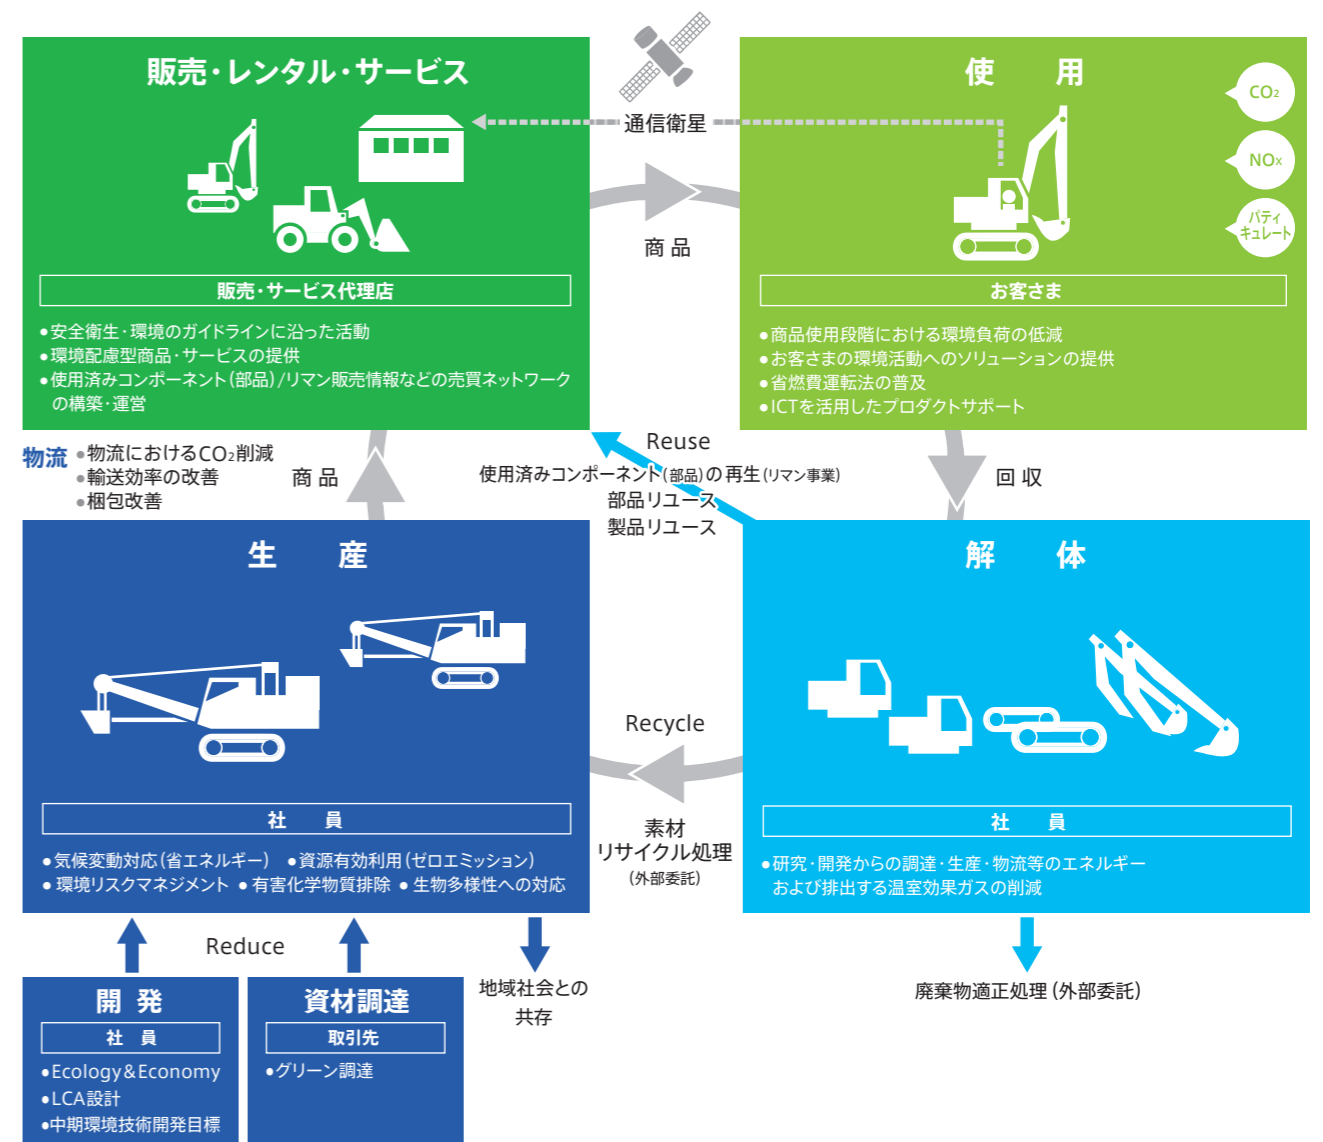 販売・レンタル・サービス
販売・サービス代理店
●安全衛生・環境のガイドラインに沿った活動
●環境配慮型商品・サービスの提供
●使用済みコンポーネント(部品)/リマン販売情報などの売買ネットワーク
の構築・運営
通信衛星
商品
使 用
CO₂
NOx
パティ
キュレート
お客さま
●商品使用段階における環境負荷の低減
●お客さまの環境活動へのソリューションの提供
●省燃費運転法の普及
●ICTを活用したプロダクトサポート
物流
●物流におけるCO₂削減
●輸送効率の改善
●梱包改善
商品
Reuse
使用済みコンポーネント(部品)の再生(リマン事業)
部品リユース
製品リユース
回収
生 産
社 員
●気候変動対応(省エネルギー) ●資源有効利用(ゼロエミッション)
●環境リスクマネジメント ●有害化学物質排除 ●生物多様性への対応
Recycle
素材
リサイクル処理
(外部委託)
解 体
社 員
●研究・開発からの調達・生産・物流等のエネルギー
および排出する温室効果ガスの削減
Reduce
開 発
社 員
●Ecology&Economy
●LCA設計
●中期環境技術開発目標
資材調達
取引先
●グリーン調達
地域社会との
共存
廃棄物適正処理(外部委託)